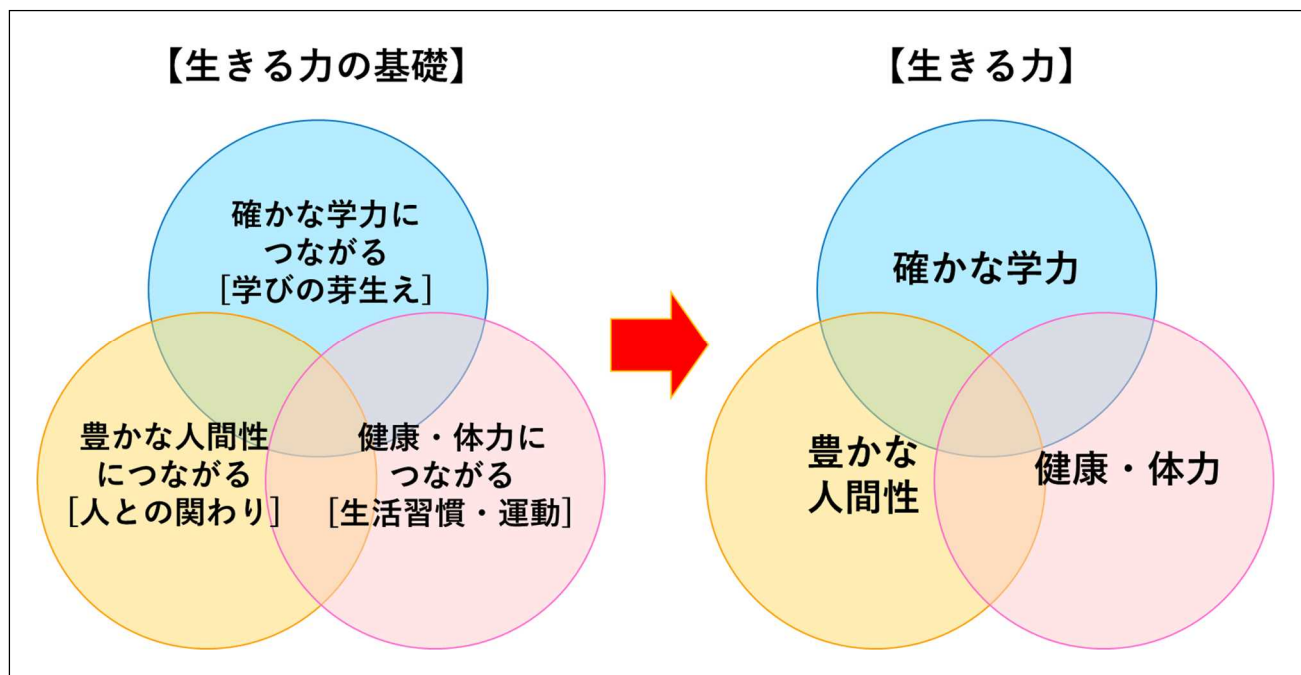 【生きる力の基礎】
確かな学力に
つながる
[学びの芽生え]
豊かな人間性
につながる
[人との関わり]
健康・体力に
つながる
[生活習慣・運動]
【生きる力】
確かな学力
豊かな
人間性
健康・体力